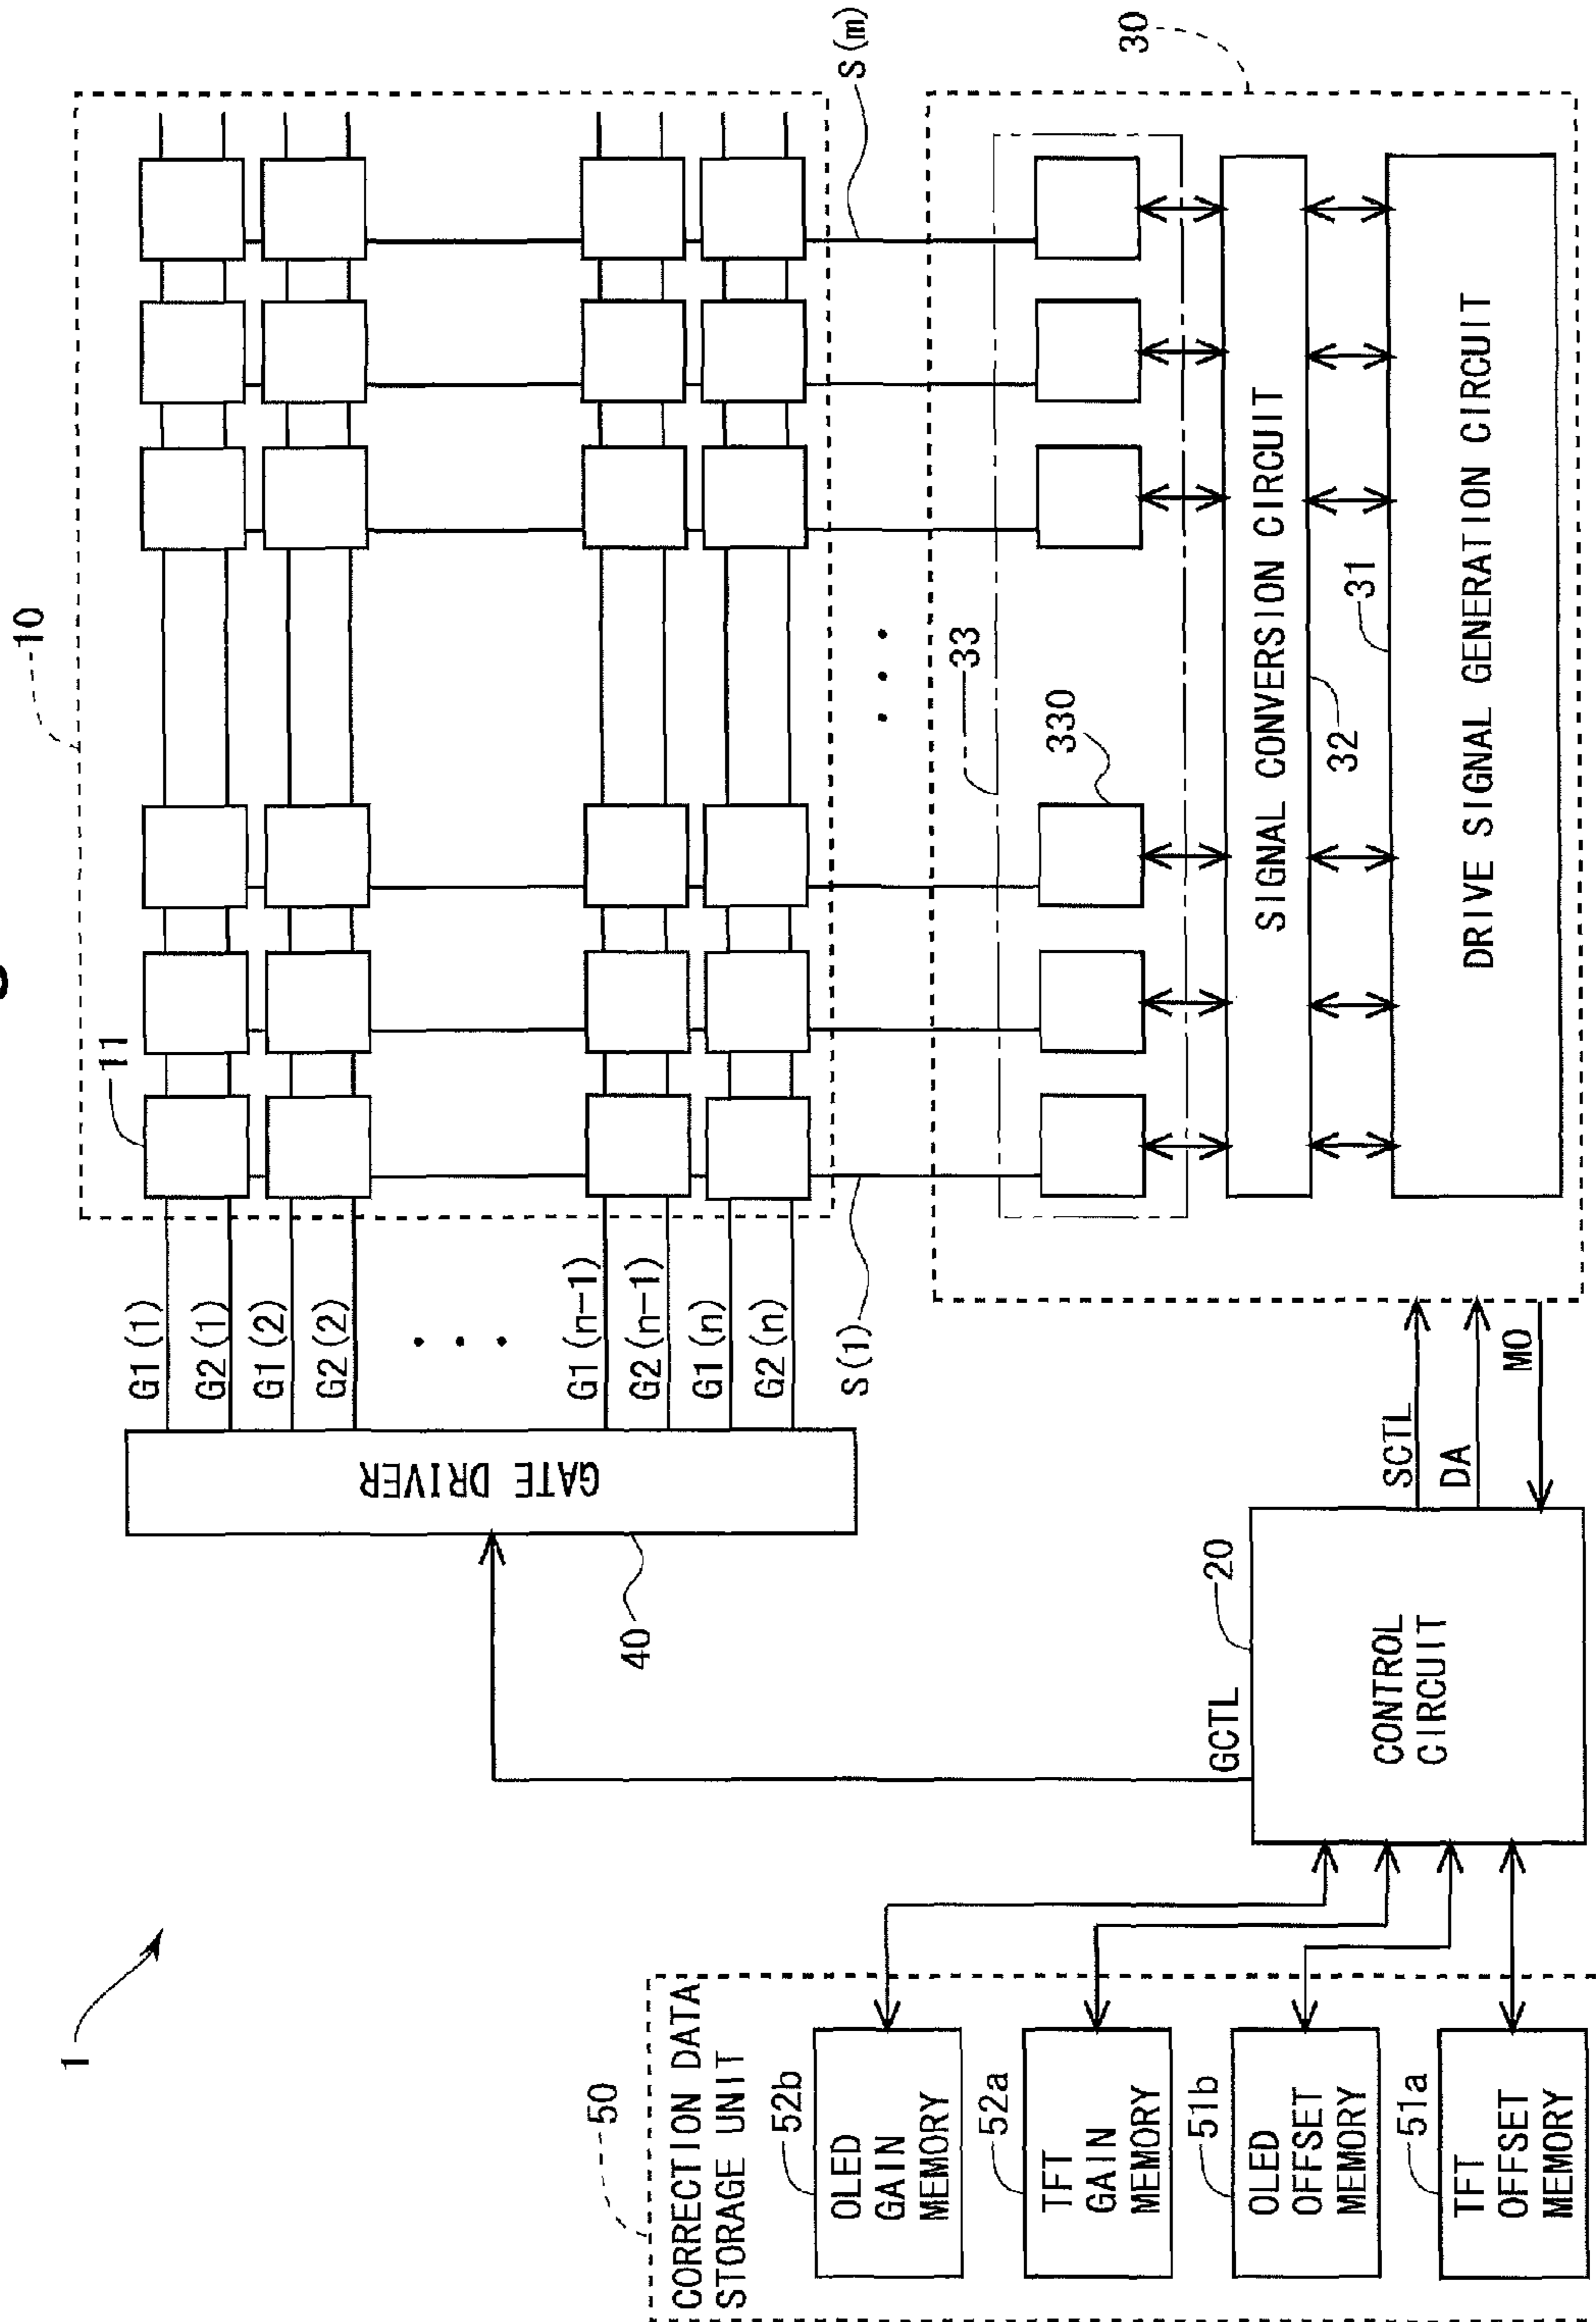 1
10
11
G1(1)
G2(1)
G1(2)
G2(2)
. . .
G1(n-1)
G2(n-1)
G1(n)
G2(n)
GATE DRIVER
40
S(1)
S(m)
. . .
30
33
330
SIGNAL CONVERSION CIRCUIT
32
31
DRIVE SIGNAL GENERATION CIRCUIT
50
CORRECTION DATA
STORAGE UNIT
52b
OLED
GAIN
MEMORY
52a
TFT
GAIN
MEMORY
51b
OLED
OFFSET
MEMORY
51a
TFT
OFFSET
MEMORY
GCTL
20
CONTROL
CIRCUIT
SCTL
DA
MO